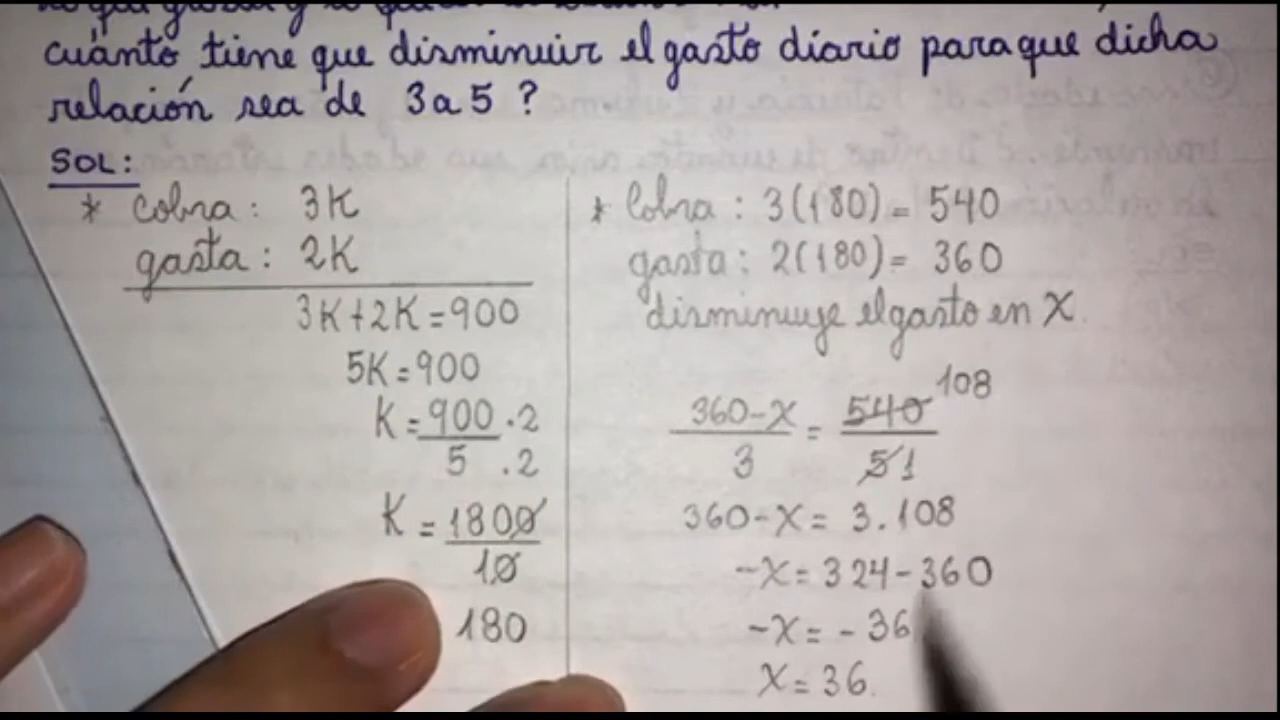 cuánto tiene que disminuir el gasto diario para que dicha
relación sea de 3 a 5 ?
SOL:
* Cobra : 3K
gasta : 2K
3K+2K=900
5K=900
K=900 .2
5 .2
K=1800
10
180
* Cobra : 3(180)= 540
gasta : 2(180)= 360
disminuye el gasto en X
108
360-X = 540
3 5 1
360-X = 3.108
-X=324-360
-X=-36
X=36.